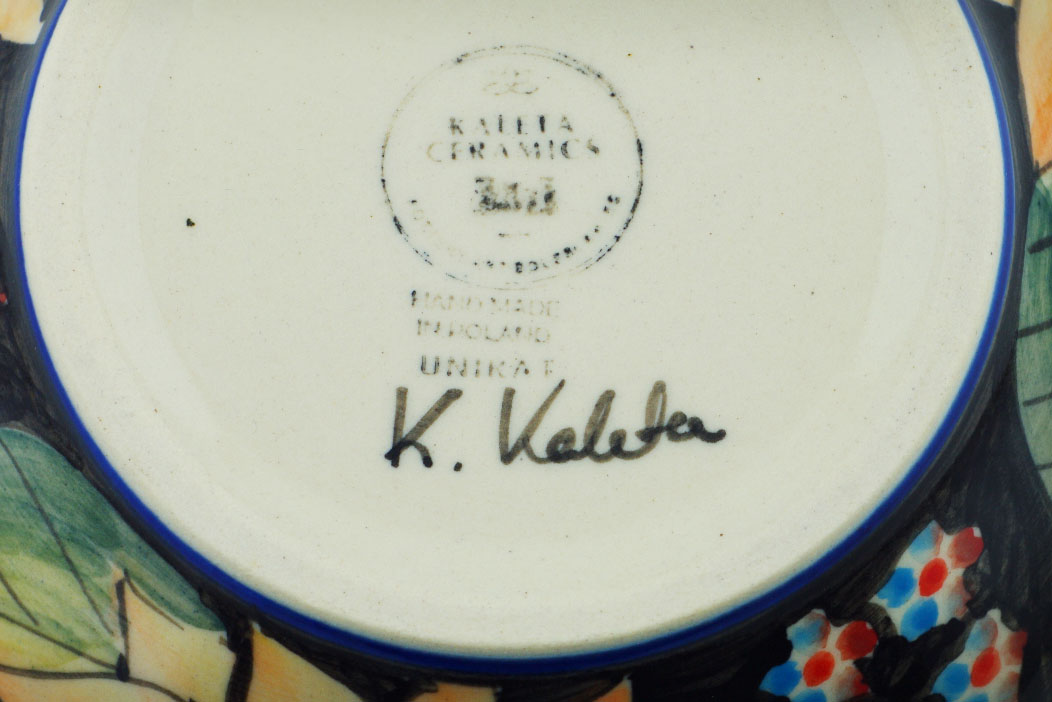 KALETA
CERAMICS
HAND MADE
IN POLAND
UNIKAT
K. Kaleta